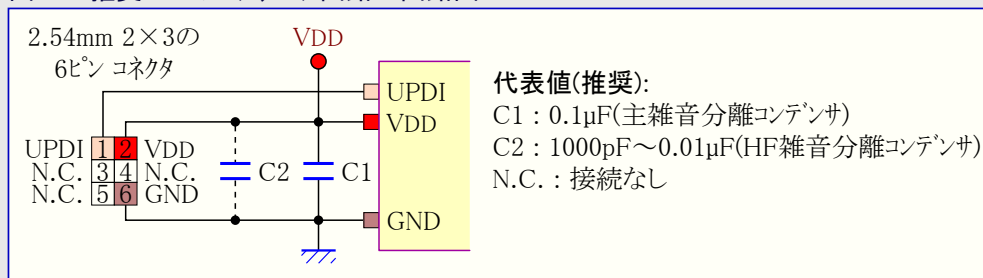 2.54mm 2×3の
6ピン コネクタ
VDD
UPDI
VDD
GND
UPDI 1 2 VDD
N.C. 3 4 N.C.
N.C. 5 6 GND
C2
C1
代表値(推奨):
C1 : 0.1µF(主雑音分離コンデンサ)
C2 : 1000pF～0.01µF(HF雑音分離コンデンサ)
N.C. : 接続なし